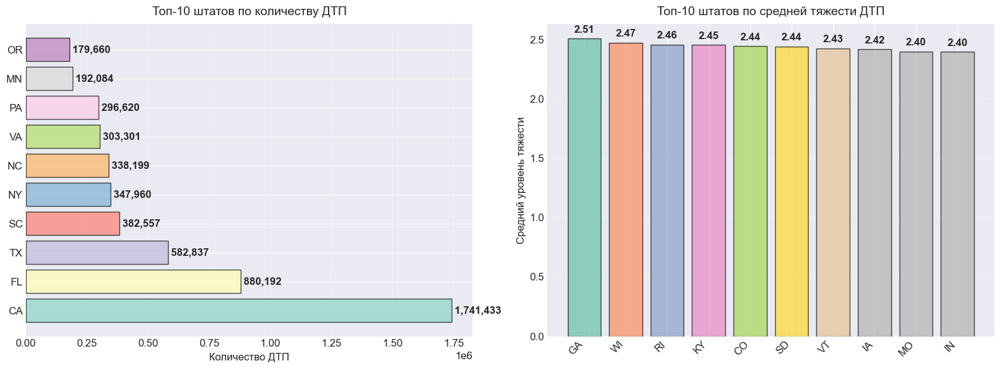 Топ-10 штатов по количеству ДТП
OR 179,660
MN 192,084
PA 296,620
VA 303,301
NC 338,199
NY 347,960
SC 382,557
TX 582,837
FL 880,192
CA 1,741,433
0.00 0.25 0.50 0.75 1.00 1.25 1.50 1.75
1e6
Количество ДТП
Топ-10 штатов по средней тяжести ДТП
Средний уровень тяжести
2.5
2.0
1.5
1.0
0.5
0.0
2.51 2.47 2.46 2.45 2.44 2.44 2.43 2.42 2.40 2.40
GA WI RI KY CO SD VT IA MO IN